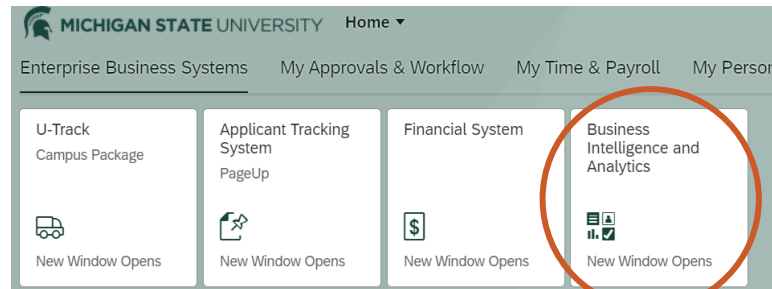 MICHIGAN STATE UNIVERSITY Home
Enterprise Business Systems My Approvals & Workflow My Time & Payroll My Person
U-Track
Campus Package
New Window Opens
Applicant Tracking
System
PageUp
New Window Opens
Financial System
$
New Window Opens
Business
Intelligence and
Analytics
New Window Opens